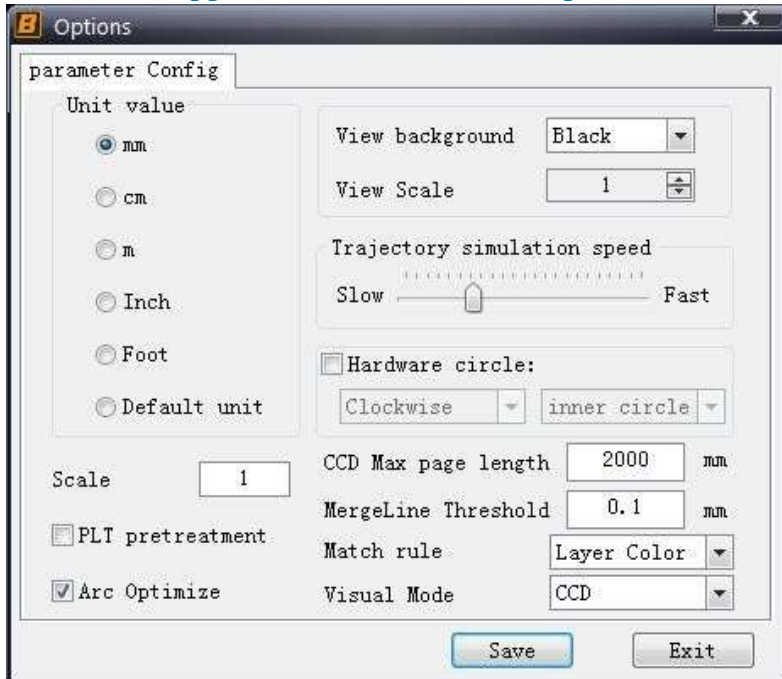 B Options X
parameter Config
Unit value
mm
cm
m
Inch
Foot
Default unit
Scale 1
PLT pretreatment
Arc Optimize
View background Black
View Scale 1
Trajectory simulation speed
Slow Fast
Hardware circle:
Clockwise inner circle
CCD Max page length 2000 mm
MergeLine Threshold 0.1 mm
Match rule Layer Color
Visual Mode CCD
Save Exit